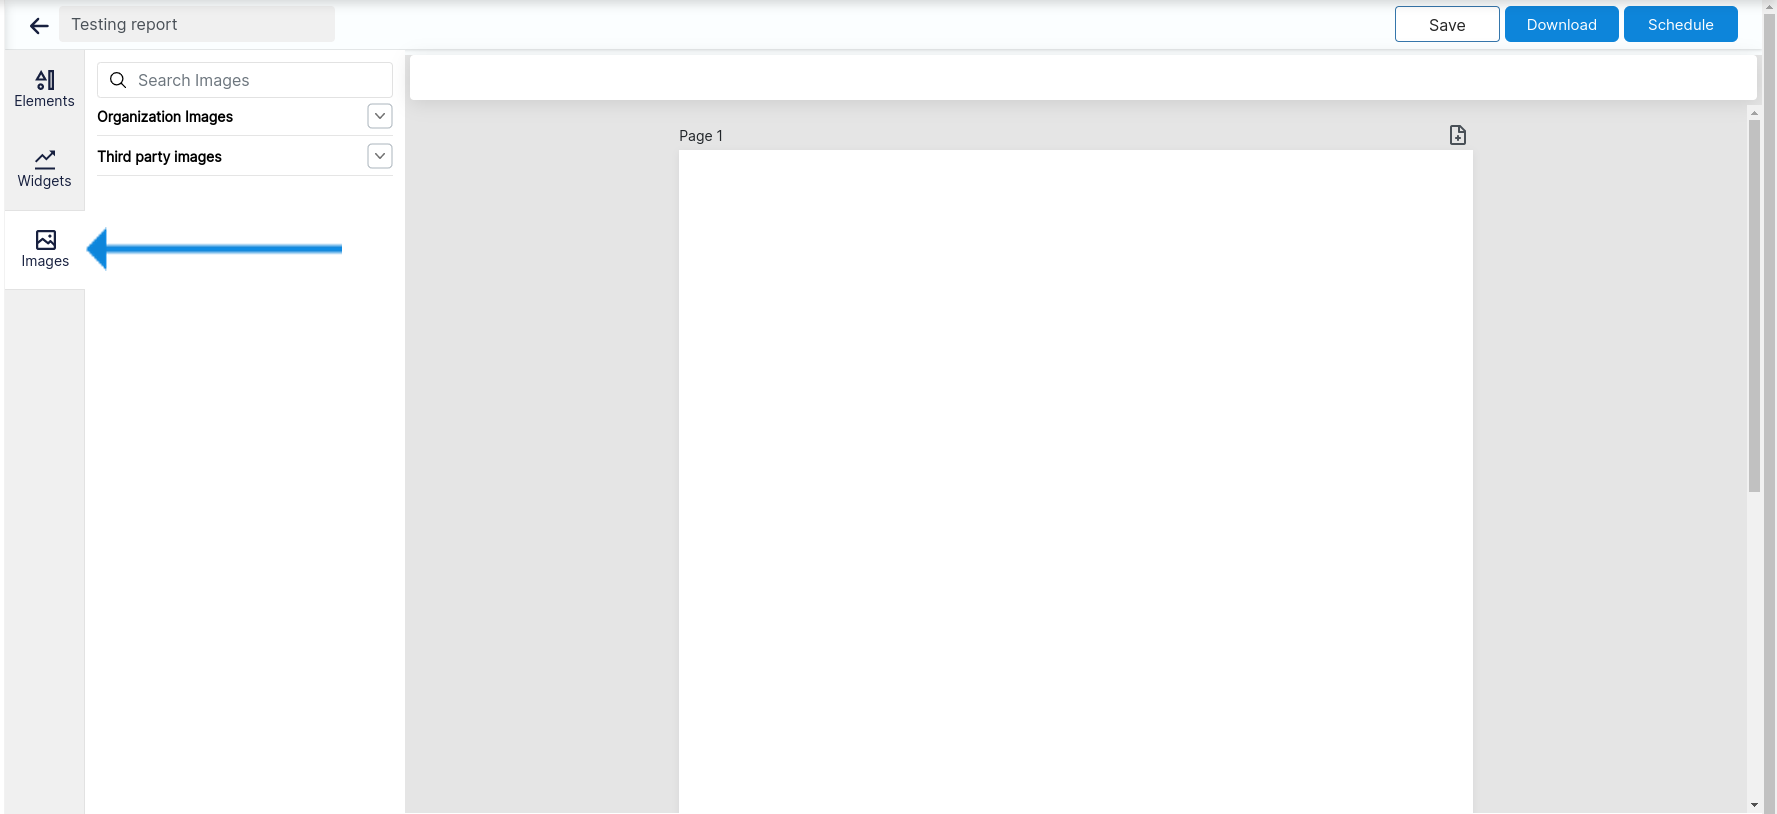 Testing report
Save
Download
Schedule
Elements
Widgets
Images
Search Images
Organization Images
Third party images
Page 1